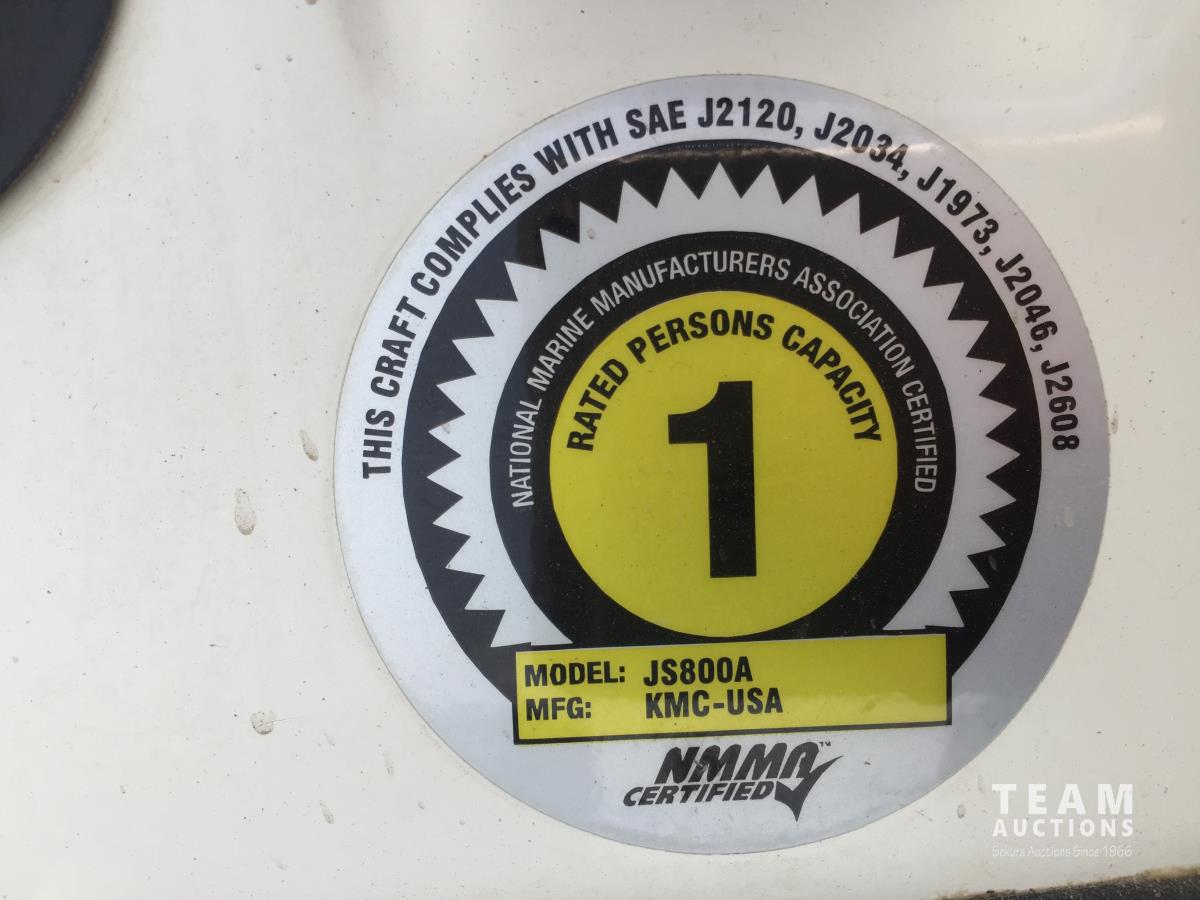 THIS CRAFT COMPLIES WITH SAE J2120, J2034, J1973, J2046, J2608
NATIONAL MARINE MANUFACTURERS ASSOCIATION CERTIFIED
RATED PERSONS CAPACITY
1
MODEL: JS800A
MFG: KMC-USA
NMMA™
CERTIFIED
TEAM
AUCTIONS
Sekura Auctions Since 1966